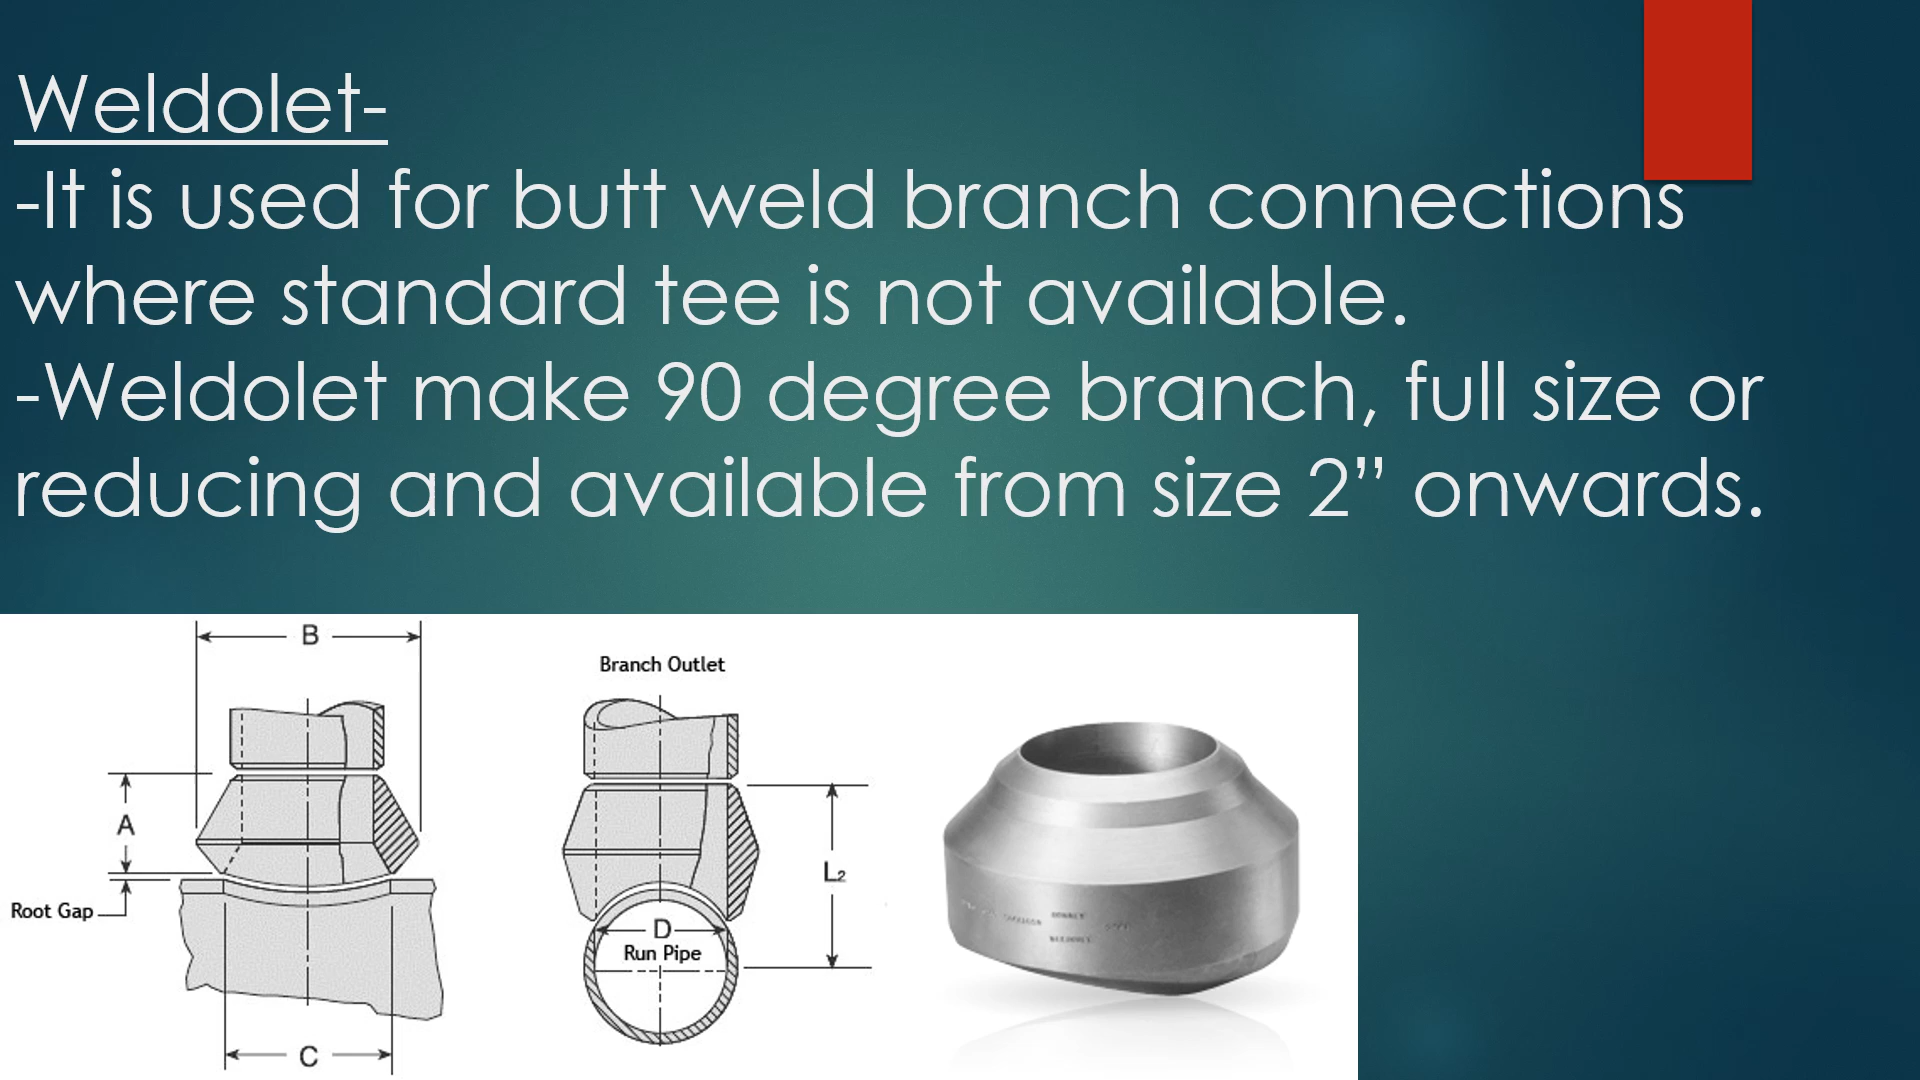 Weldolet-
-It is used for butt weld branch connections
where standard tee is not available.
-Weldolet make 90 degree branch, full size or
reducing and available from size 2” onwards.
B
Branch Outlet
A
L2
Root Gap
D
Run Pipe
C